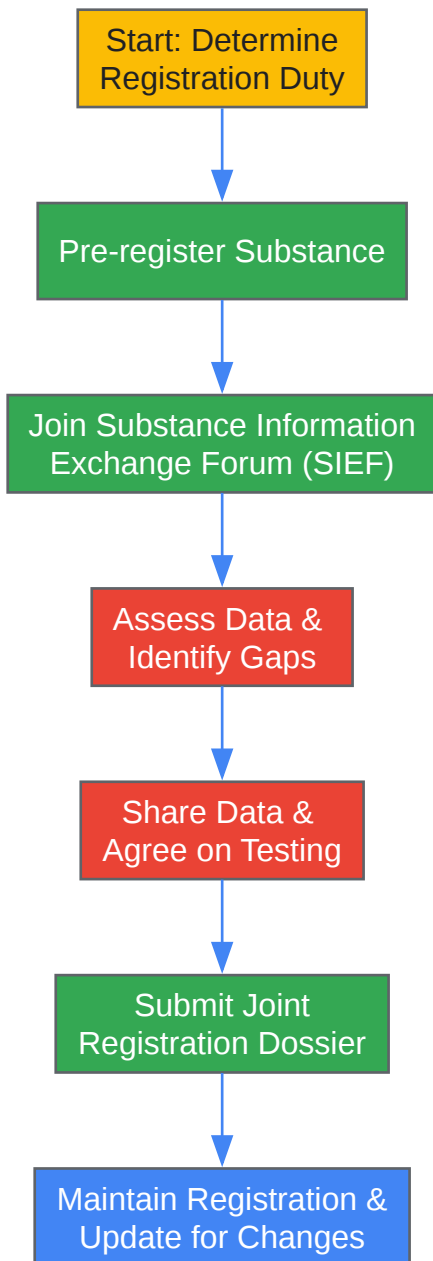 Start: Determine
Registration Duty
Pre-register Substance
Join Substance Information
Exchange Forum (SIEF)
Assess Data &
Identify Gaps
Share Data &
Agree on Testing
Submit Joint
Registration Dossier
Maintain Registration &
Update for Changes